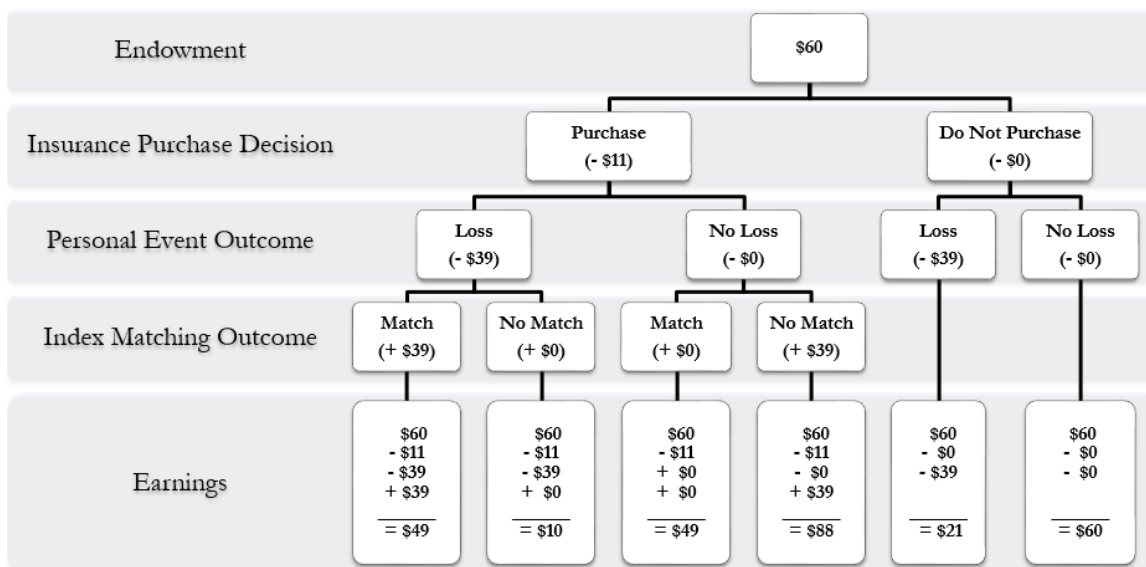 Endowment
$60
Insurance Purchase Decision
Purchase
(- $11)
Do Not Purchase
(- $0)
Personal Event Outcome
Loss
(- $39)
No Loss
(- $0)
Loss
(- $39)
No Loss
(- $0)
Index Matching Outcome
Match
(+ $39)
No Match
(+ $0)
Match
(+ $0)
No Match
(+ $39)
Earnings
$60
- $11
- $39
+ $39
= $49
$60
- $11
- $39
+ $0
= $10
$60
- $11
+ $0
+ $0
= $49
$60
- $11
- $0
+ $39
= $88
$60
- $0
- $39
= $21
$60
- $0
- $0
= $60